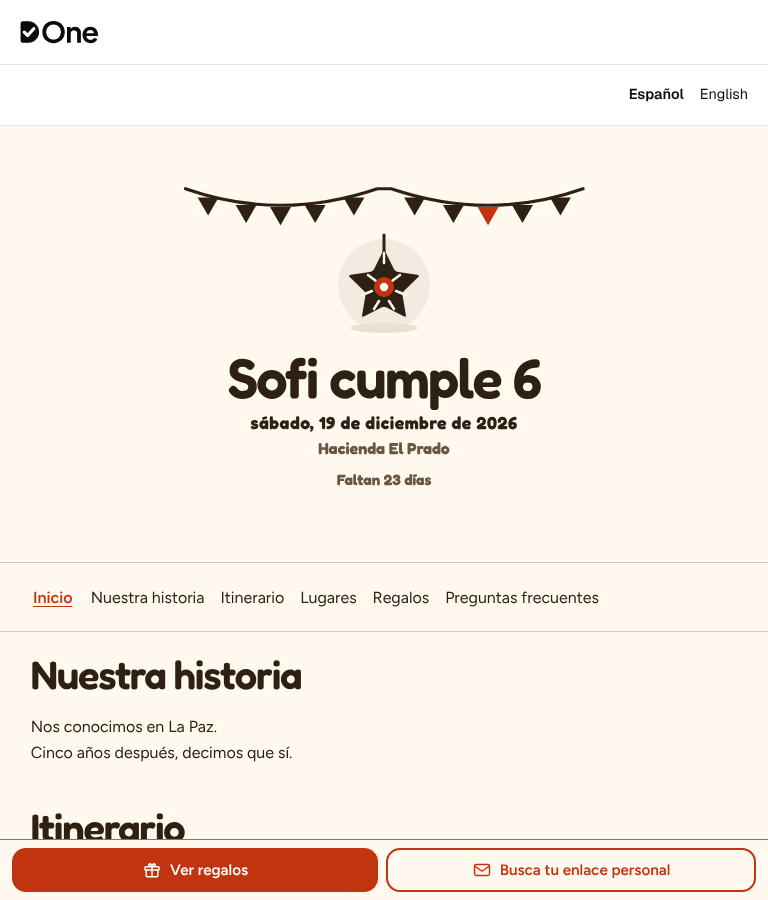 One
Español English
Sofi cumple 6
sábado, 19 de diciembre de 2026
Hacienda El Prado
Faltan 23 días
Inicio Nuestra historia Itinerario Lugares Regalos Preguntas frecuentes
Nuestra historia
Nos conocimos en La Paz.
Cinco años después, decimos que sí.
Itinerario
Ver regalos Busca tu enlace personal